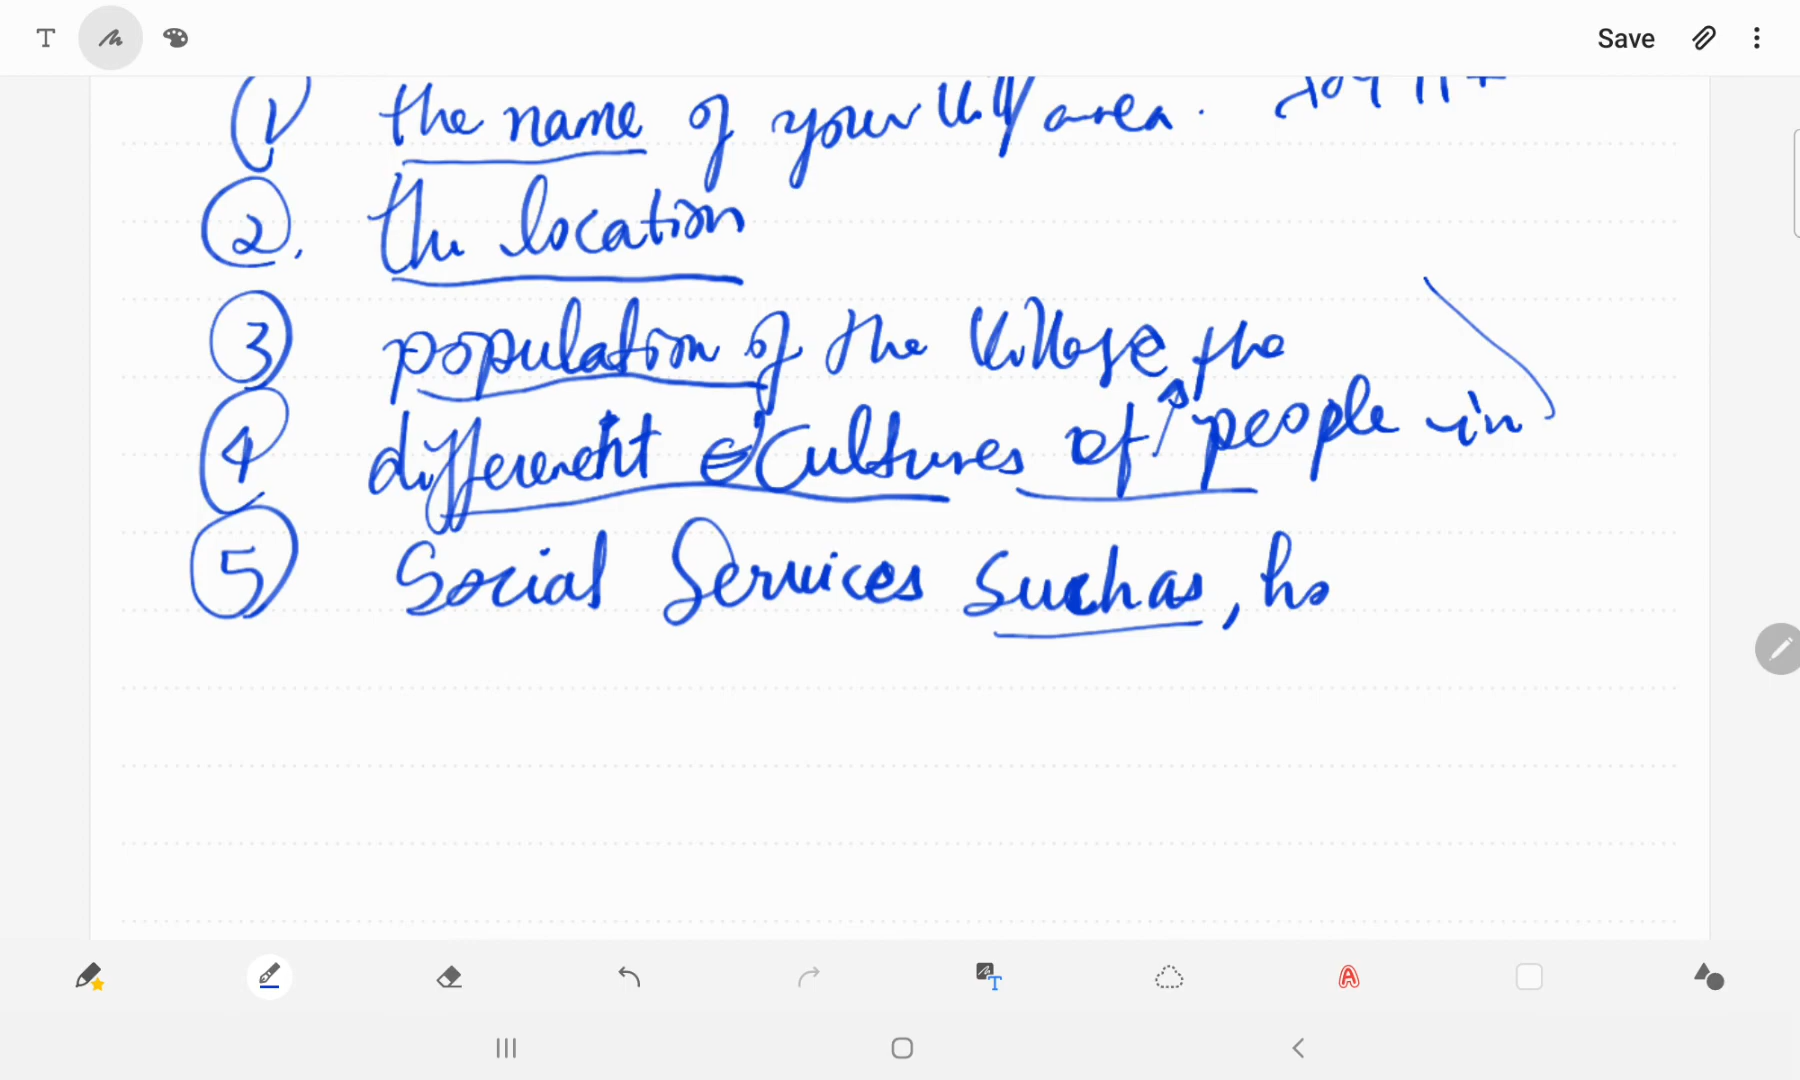 T Save
1 the name of your Vill/area.
2. the location
3 population of the Village the
4 different cultures of people in
5 Social Services such as, ho
A